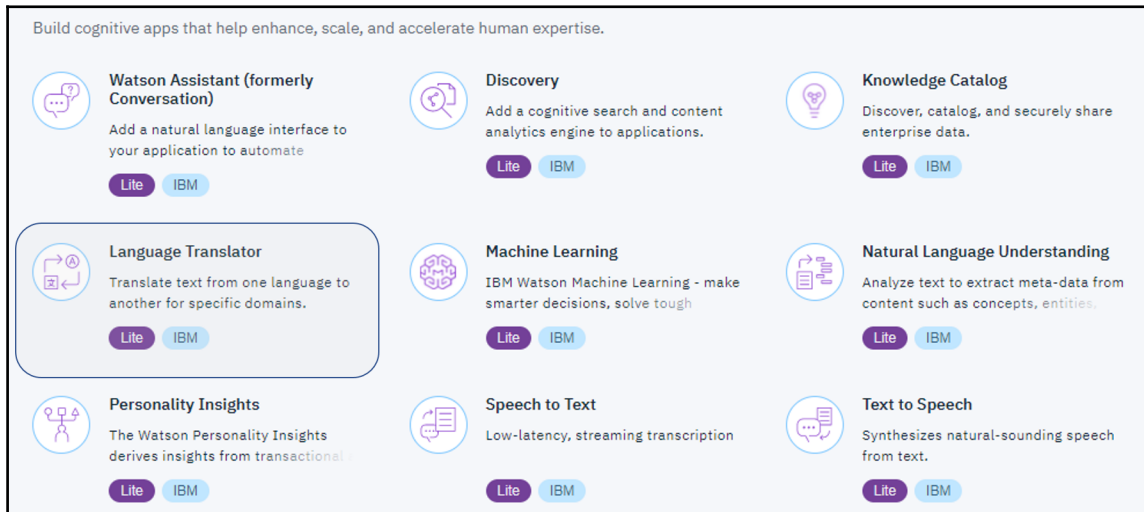 Build cognitive apps that help enhance, scale, and accelerate human expertise.
Watson Assistant (formerly
Conversation)
Add a natural language interface to
your application to automate
Lite IBM
Discovery
Add a cognitive search and content
analytics engine to applications.
Lite IBM
Knowledge Catalog
Discover, catalog, and securely share
enterprise data.
Lite IBM
Language Translator
Translate text from one language to
another for specific domains.
Lite IBM
Machine Learning
IBM Watson Machine Learning - make
smarter decisions, solve tough
Lite IBM
Natural Language Understanding
Analyze text to extract meta-data from
content such as concepts, entities,
Lite IBM
Personality Insights
The Watson Personality Insights
derives insights from transactional
Lite IBM
Speech to Text
Low-latency, streaming transcription
Lite IBM
Text to Speech
Synthesizes natural-sounding speech
from text.
Lite IBM